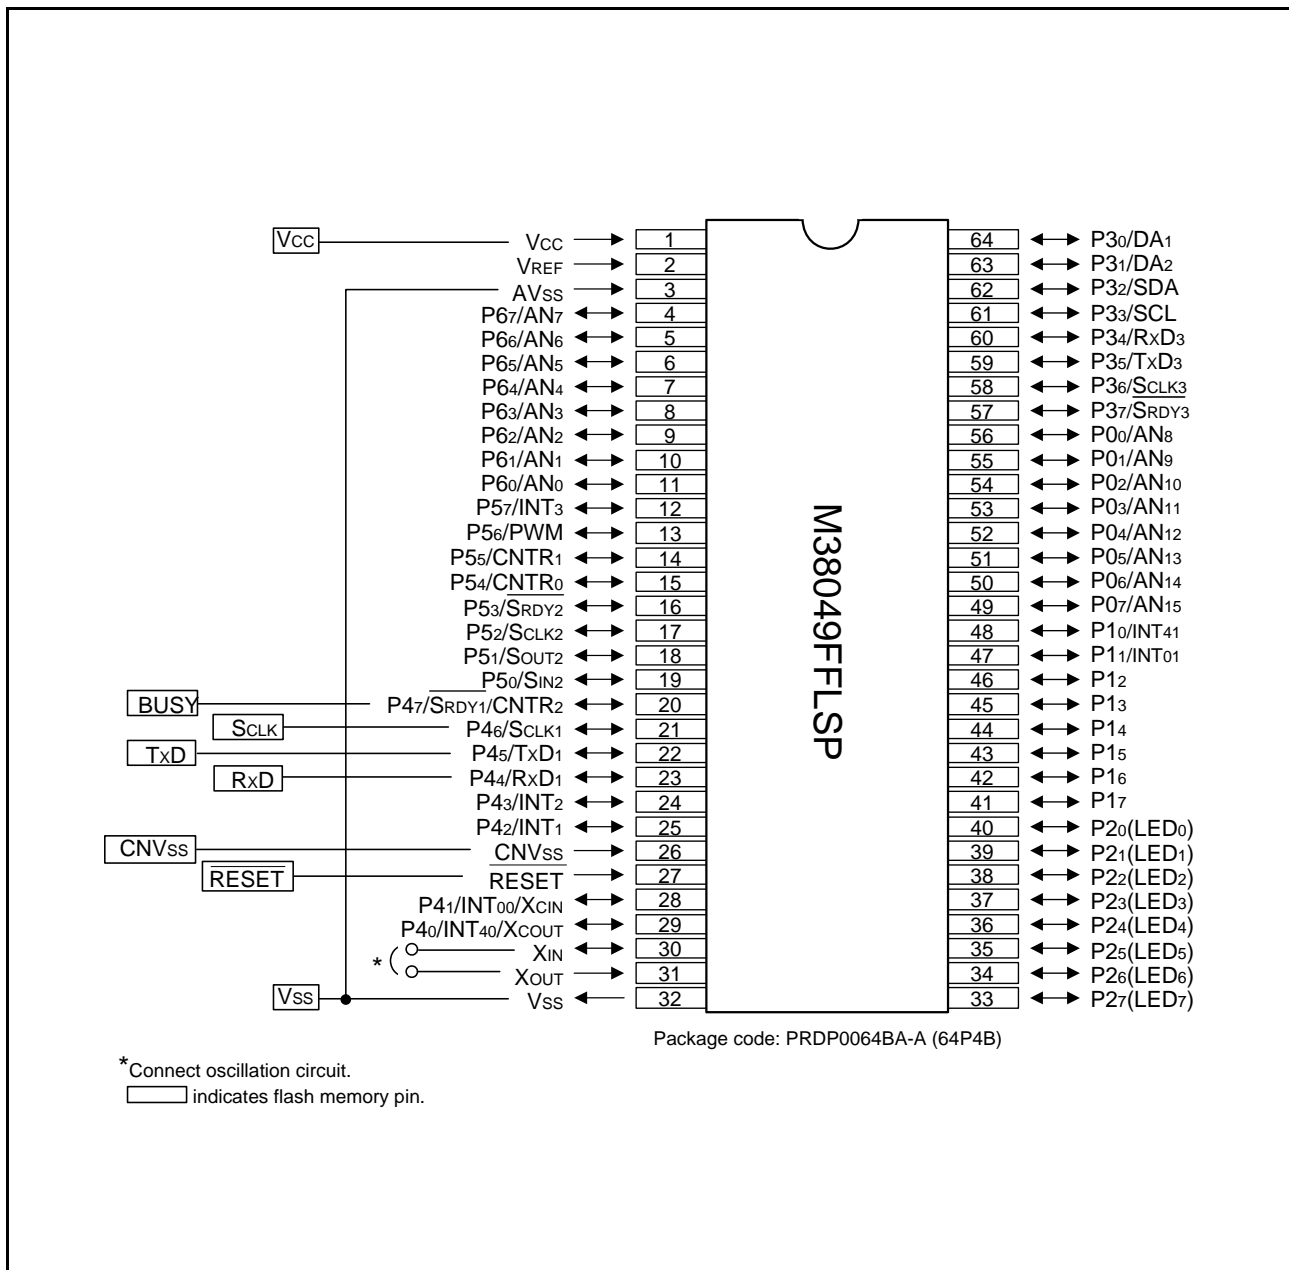 VCC VCC 1 64 P30/DA1
VREF 2 63 P31/DA2
AVSS 3 62 P32/SDA
P67/AN7 4 61 P33/SCL
P66/AN6 5 60 P34/RXD3
P65/AN5 6 59 P35/TXD3
P64/AN4 7 58 P36/SCLK3
P63/AN3 8 57 P37/SRDY3
P62/AN2 9 56 P00/AN8
P61/AN1 10 55 P01/AN9
P60/AN0 11 54 P02/AN10
P57/INT3 12 53 P03/AN11
P56/PWM 13 52 P04/AN12
P55/CNTR1 14 51 P05/AN13
P54/CNTR0 15 50 P06/AN14
P53/SRDY2 16 49 P07/AN15
P52/SCLK2 17 48 P10/INT41
P51/SOUT2 18 47 P11/INT01
P50/SIN2 19 46 P12
BUSY P47/SRDY1/CNTR2 20 45 P13
SCLK P46/SCLK1 21 44 P14
TXD P45/TXD1 22 43 P15
RXD P44/RXD1 23 42 P16
P43/INT2 24 41 P17
P42/INT1 25 40 P20(LED0)
CNVSS CNVSS 26 39 P21(LED1)
RESET RESET 27 38 P22(LED2)
P41/INT00/XCIN 28 37 P23(LED3)
P40/INT40/XCOUT 29 36 P24(LED4)
* XIN 30 35 P25(LED5)
XOUT 31 34 P26(LED6)
VSS VSS 32 33 P27(LED7)
M38049FFLSP
Package code: PRDP0064BA-A (64P4B)
*Connect oscillation circuit.
indicates flash memory pin.